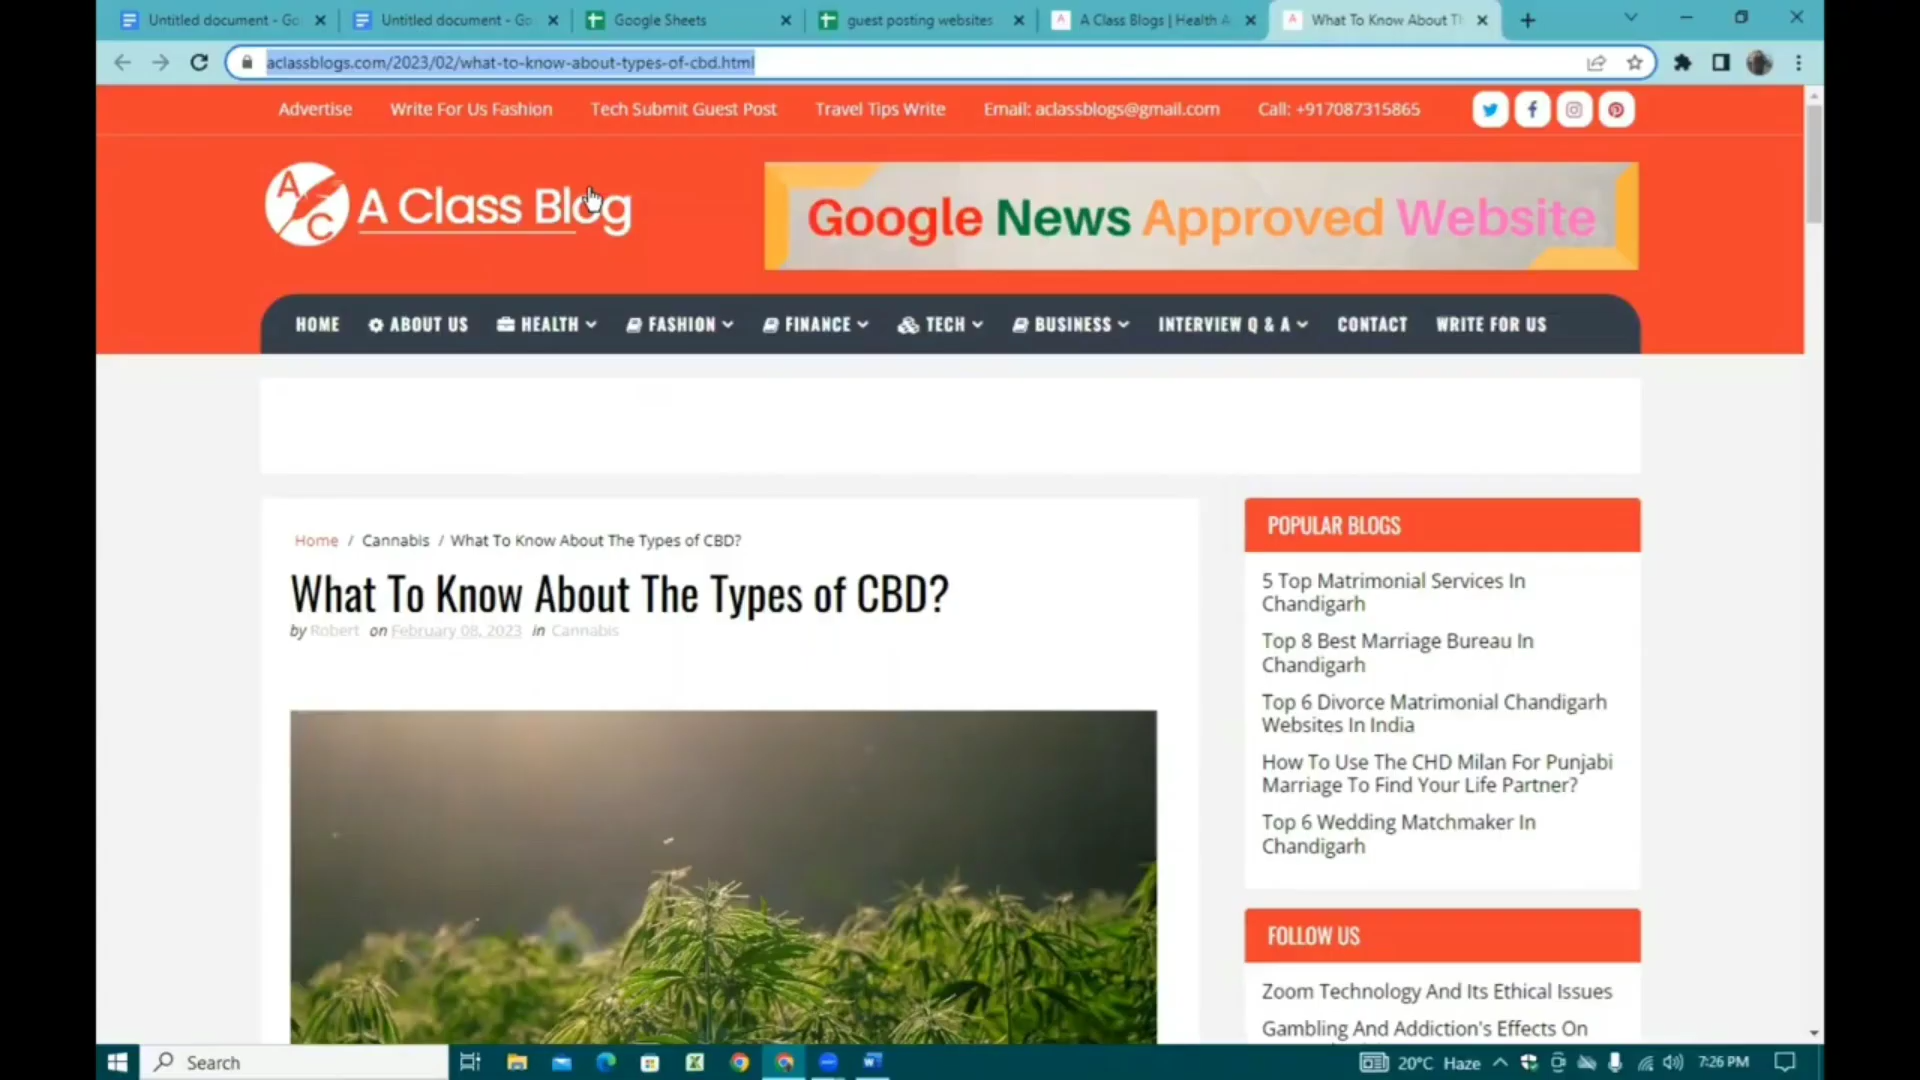 Untitled document - Go
Untitled document - Go
Google Sheets
guest posting websites
A Class Blogs | Health A
What To Know About Th
aclassblogs.com/2023/02/what-to-know-about-types-of-cbd.html
Advertise
Write For Us Fashion
Tech Submit Guest Post
Travel Tips Write
Email: aclassblogs@gmail.com
Call: +917087315865
A C
A Class Blog
Google News Approved Website
HOME
ABOUT US
HEALTH
FASHION
FINANCE
TECH
BUSINESS
INTERVIEW Q & A
CONTACT
WRITE FOR US
Home / Cannabis / What To Know About The Types of CBD?
What To Know About The Types of CBD?
by Robert on February 08, 2023 in Cannabis
POPULAR BLOGS
5 Top Matrimonial Services In
Chandigarh
Top 8 Best Marriage Bureau In
Chandigarh
Top 6 Divorce Matrimonial Chandigarh
Websites In India
How To Use The CHD Milan For Punjabi
Marriage To Find Your Life Partner?
Top 6 Wedding Matchmaker In
Chandigarh
FOLLOW US
Zoom Technology And Its Ethical Issues
Gambling And Addiction's Effects On
Search
20°C Haze
7:26 PM